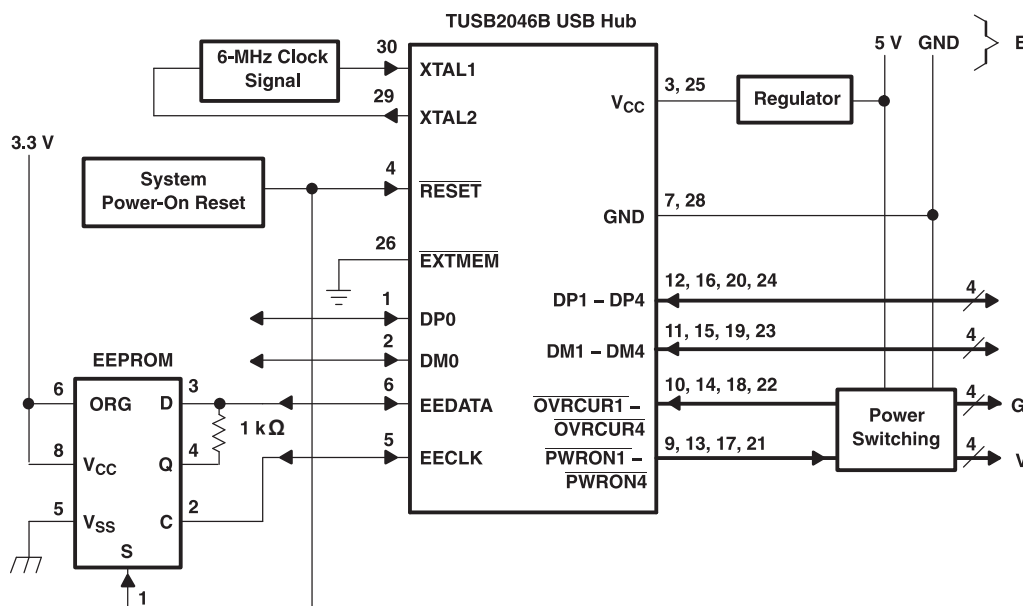 TUSB2046B USB Hub
6-MHz Clock
Signal
30
XTAL1
29
XTAL2
3.3 V
System
Power-On Reset
4
RESET
26
EXTMEM
1
DP0
2
DM0
EEPROM
6
ORG
D
3
6
EEDATA
1 kΩ
8
VCC
Q
4
5
EECLK
5
VSS
C
2
S
1
5 V GND
E
VCC
3, 25
Regulator
GND
7, 28
DP1 – DP4
12, 16, 20, 24
4
DM1 – DM4
11, 15, 19, 23
4
OVRCUR1 –
OVRCUR4
10, 14, 18, 22
PWRON1 –
PWRON4
9, 13, 17, 21
Power
Switching
4
G
4
V